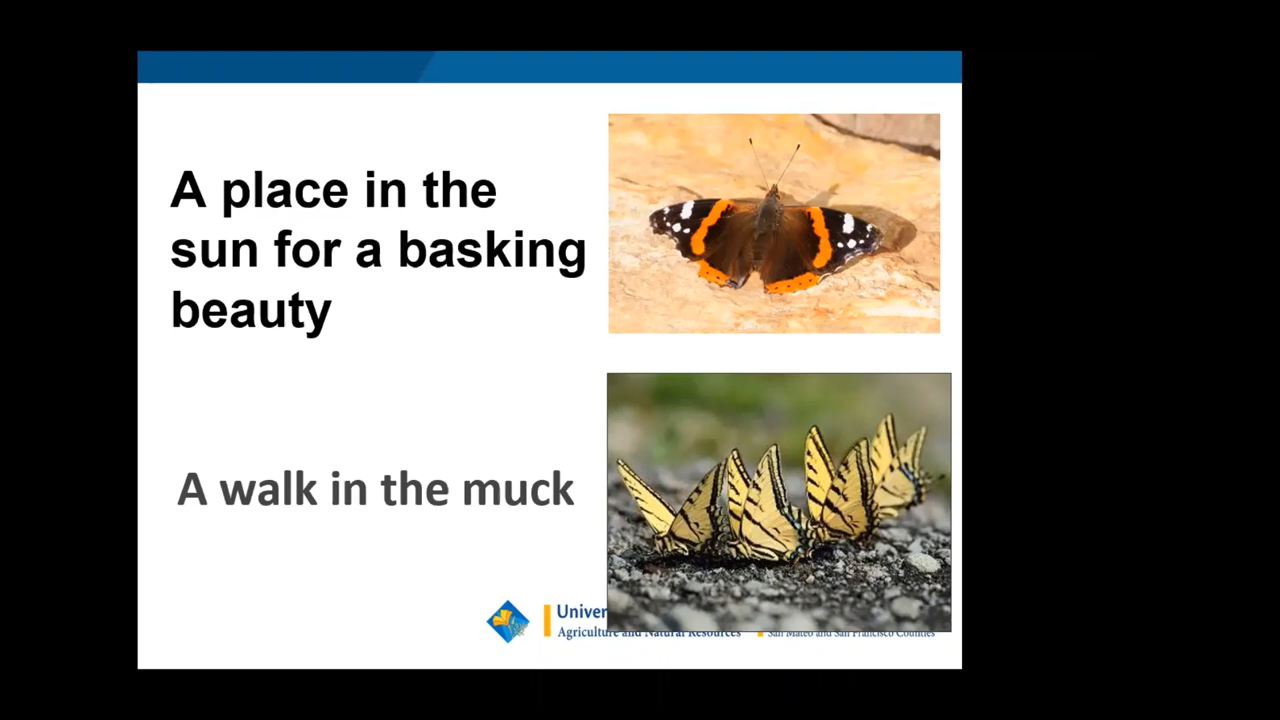 A place in the
sun for a basking
beauty
A walk in the muck
Agriculture and Natural Resources
San Mateo and San Francisco Counties